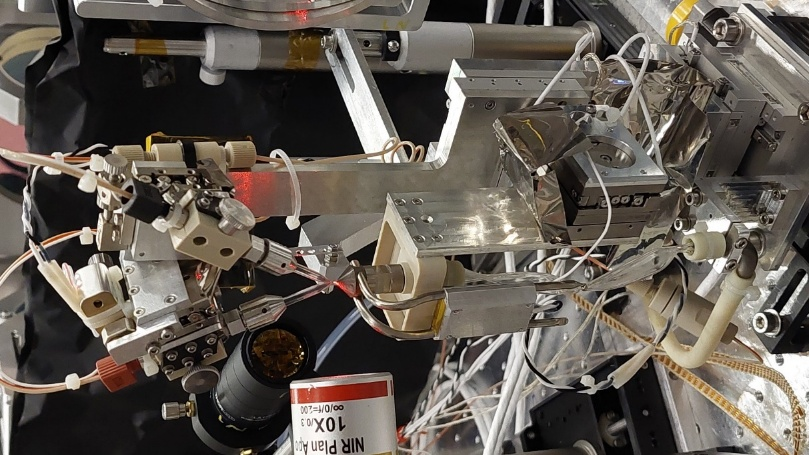 NIR Plan Apo
10X/0.3
∞/0/f=200